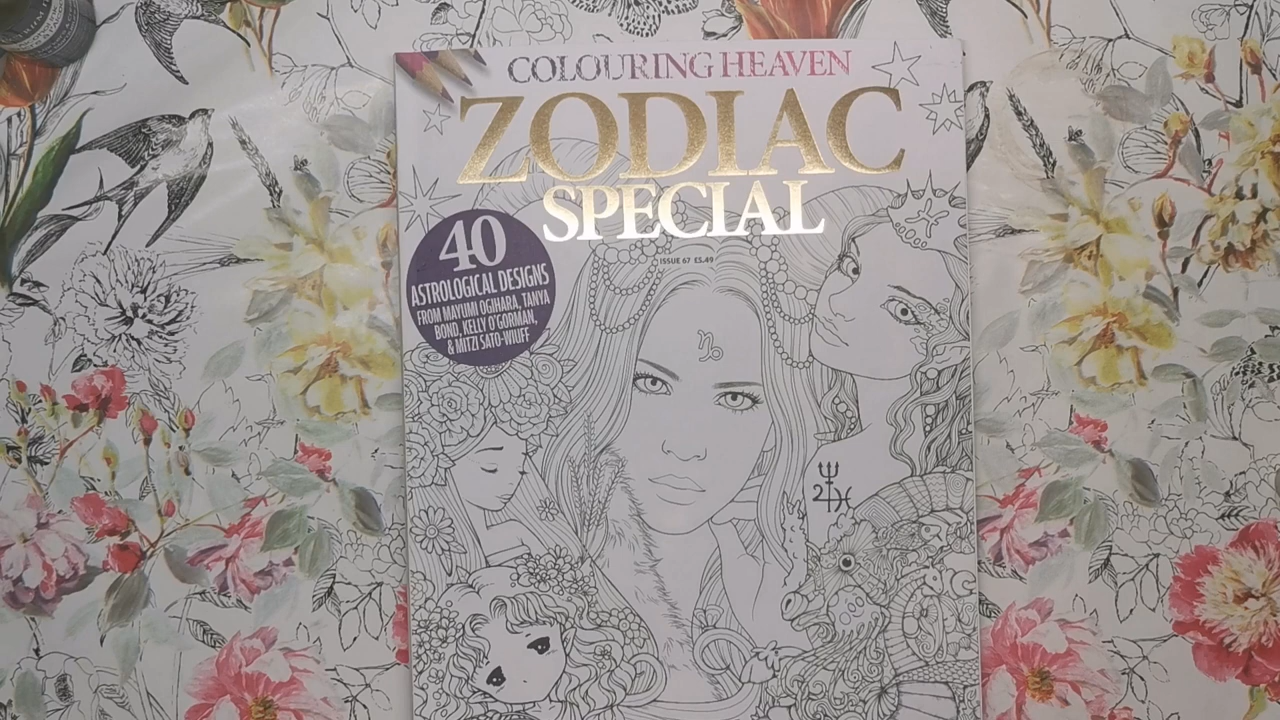 COLOURING HEAVEN
ZODIAC
SPECIAL
ISSUE 67 £5.49
40
ASTROLOGICAL DESIGNS
FROM MAYUMI OGIHARA, TANYA
BOND, KELLY O'GORMAN,
& MITZI SATO-WIUFF